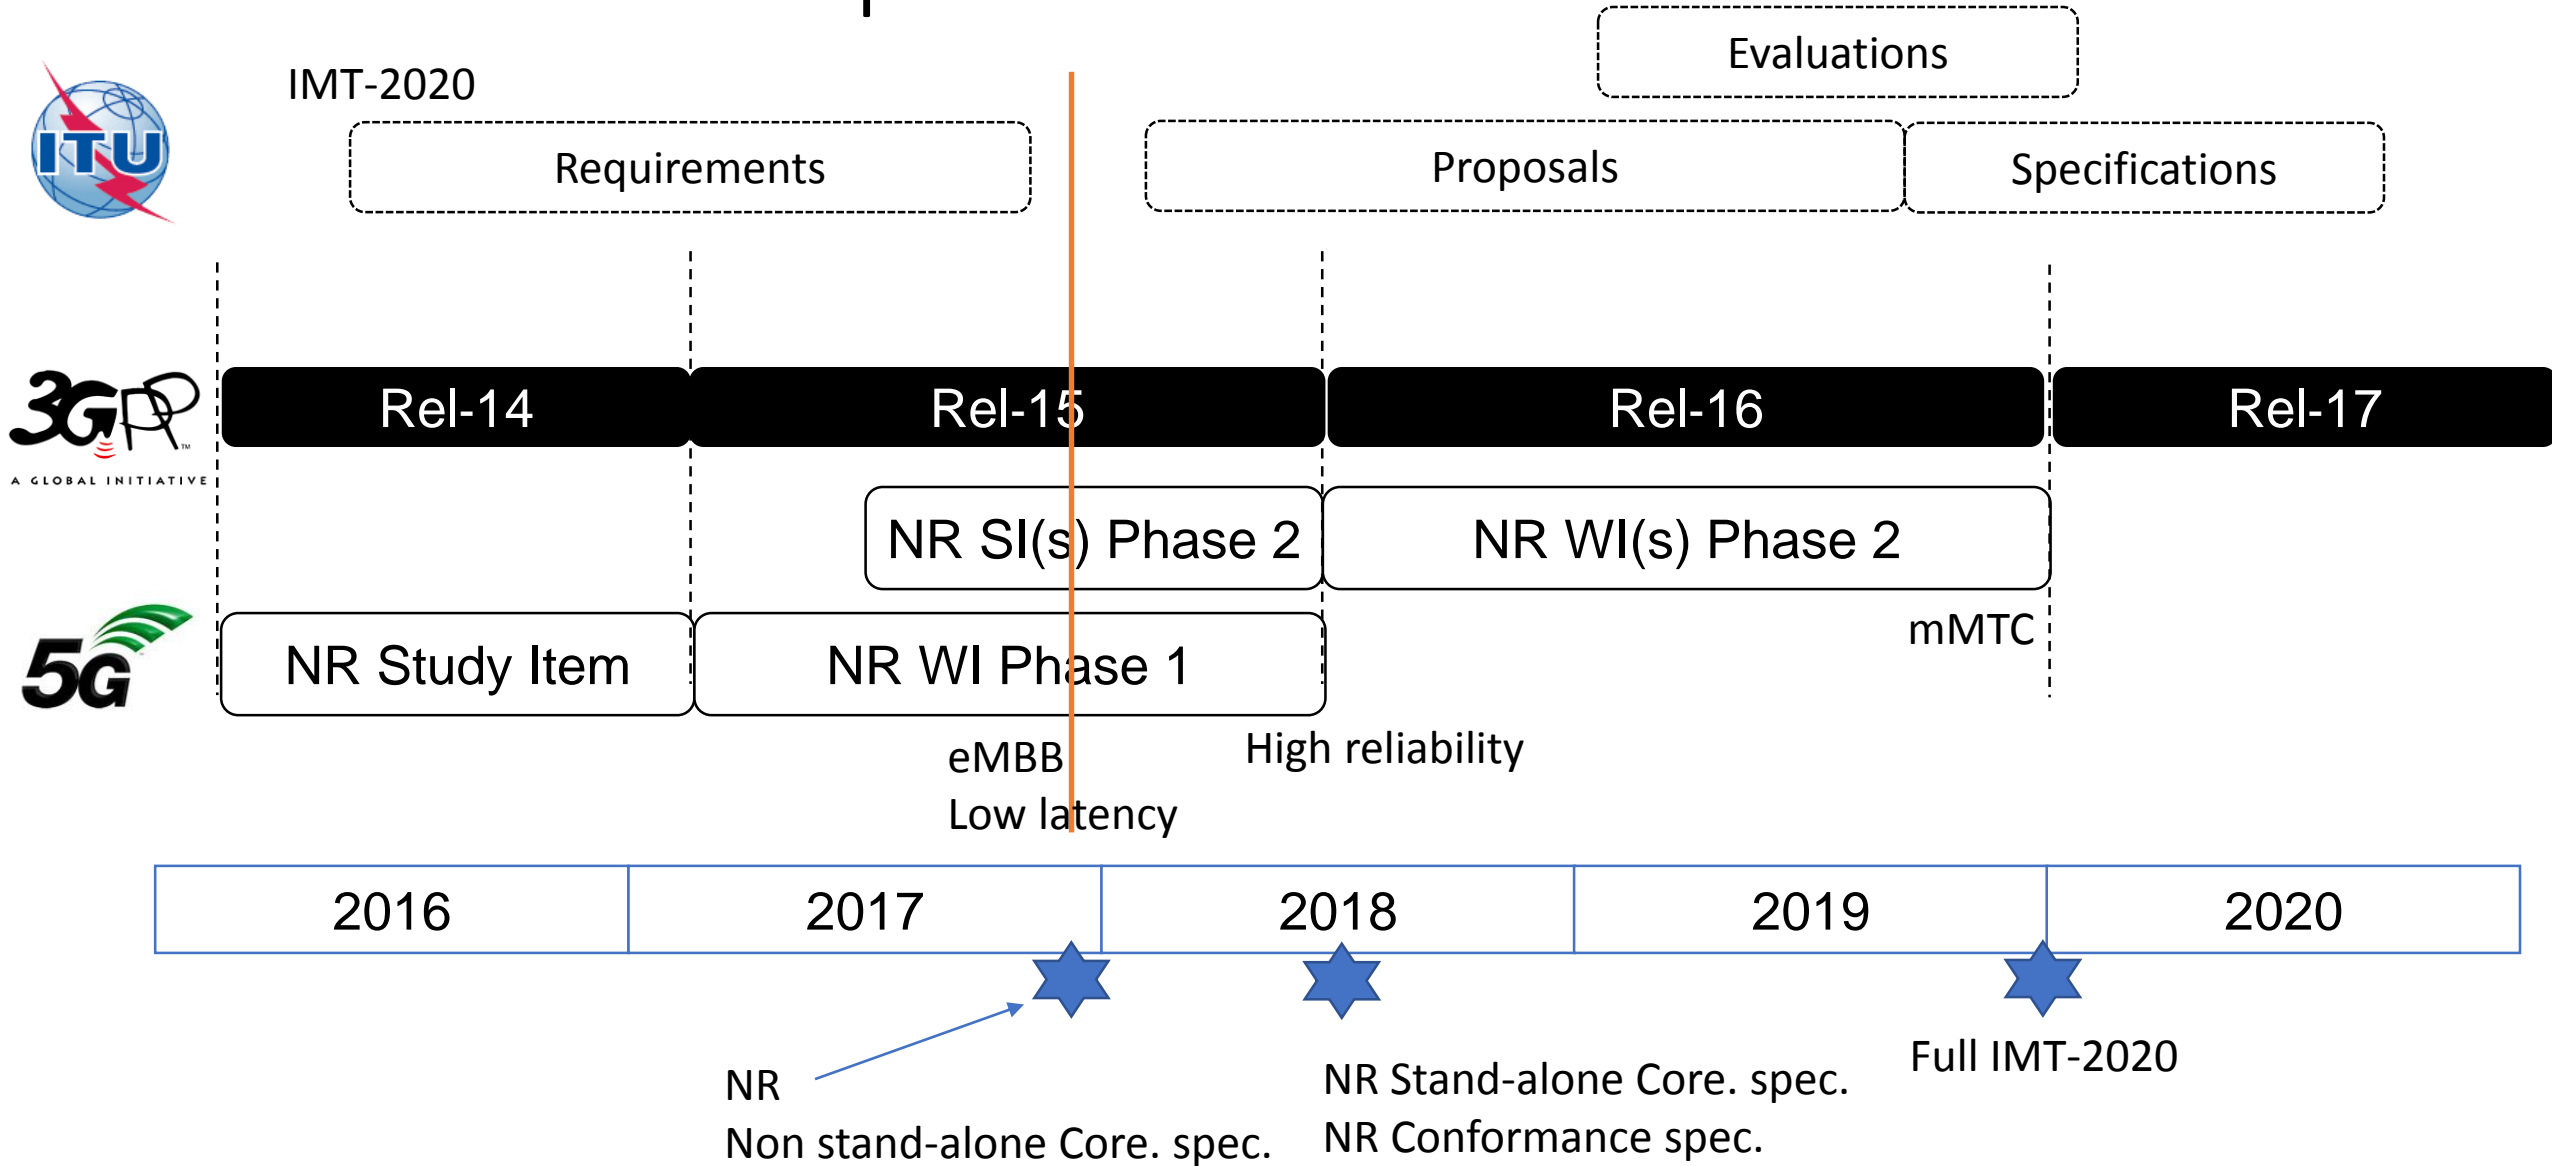 Evaluations
IMT-2020
ITU
Requirements
Proposals
Specifications
3GPP
TM
A GLOBAL INITIATIVE
Rel-14
Rel-15
Rel-16
Rel-17
NR SI(s) Phase 2
NR WI(s) Phase 2
5G
NR Study Item
NR WI Phase 1
mMTC
eMBB
Low latency
High reliability
2016
2017
2018
2019
2020
NR
Non stand-alone Core. spec.
NR Stand-alone Core. spec.
NR Conformance spec.
Full IMT-2020